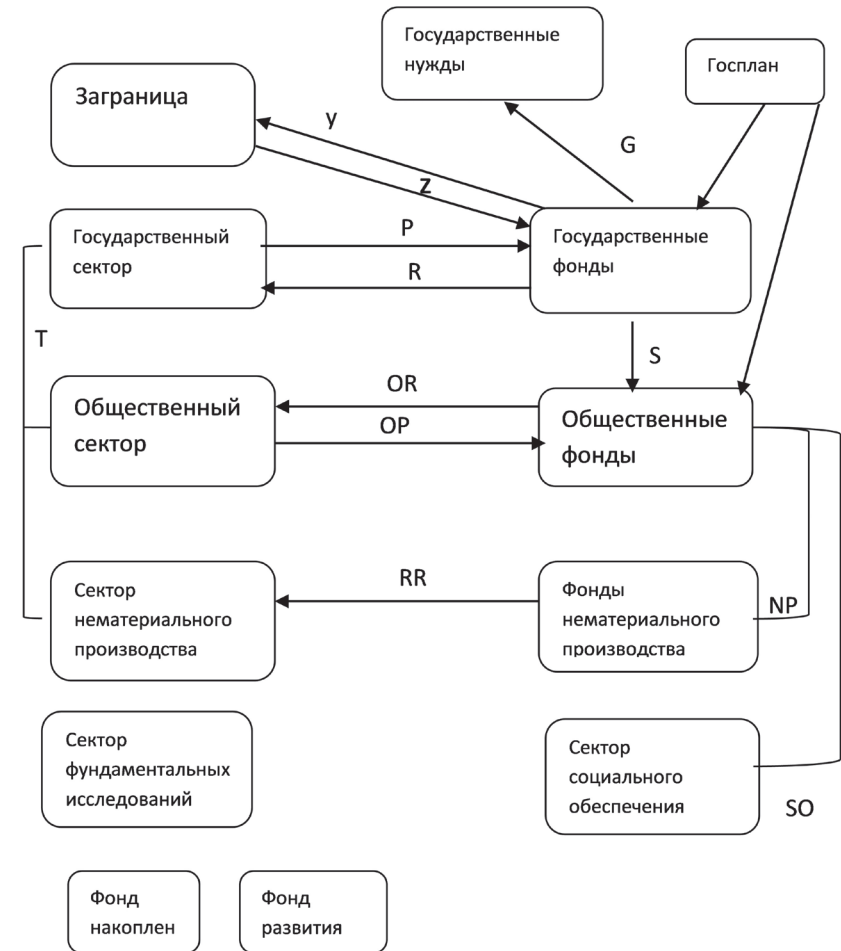 Государственные
нужды
Госплан
Заграница
у
G
Z
Государственный
сектор
P
R
Государственные
фонды
T
S
Общественный
сектор
OR
OP
Общественные
фонды
Сектор
нематериального
производства
RR
Фонды
нематериального
производства
NP
Сектор
фундаментальных
исследований
Сектор
социального
обеспечения
SO
Фонд
накоплен
Фонд
развития